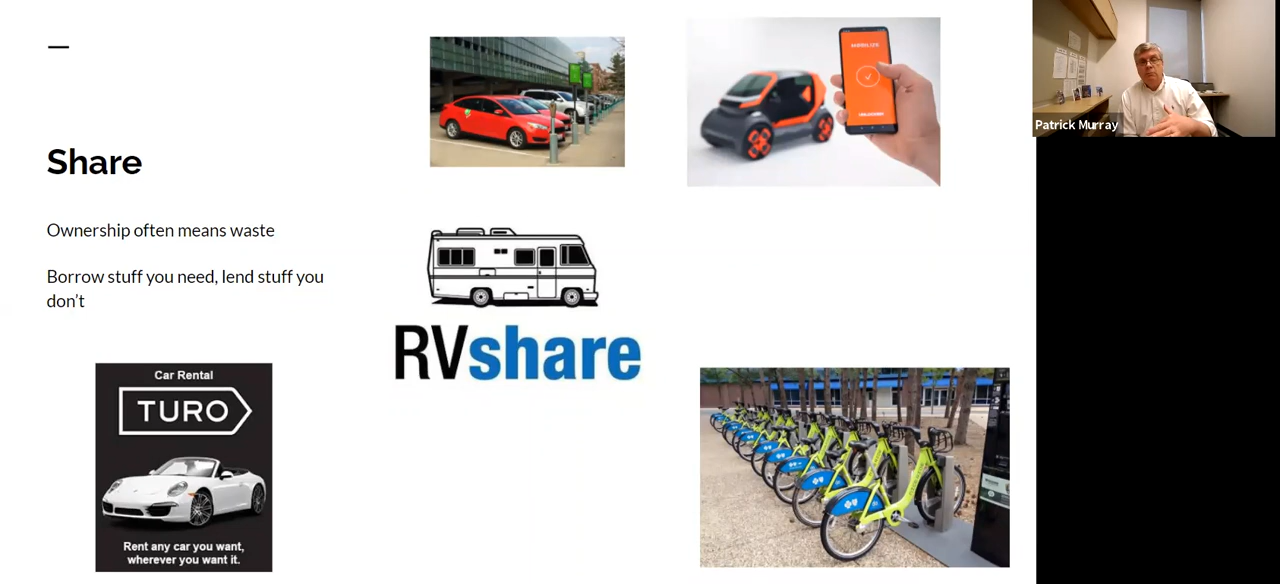 Share
Ownership often means waste
Borrow stuff you need, lend stuff you
don't
Car Rental
TURO
Rent any car you want,
wherever you want it.
RVshare
MOBILIZE
Patrick Murray